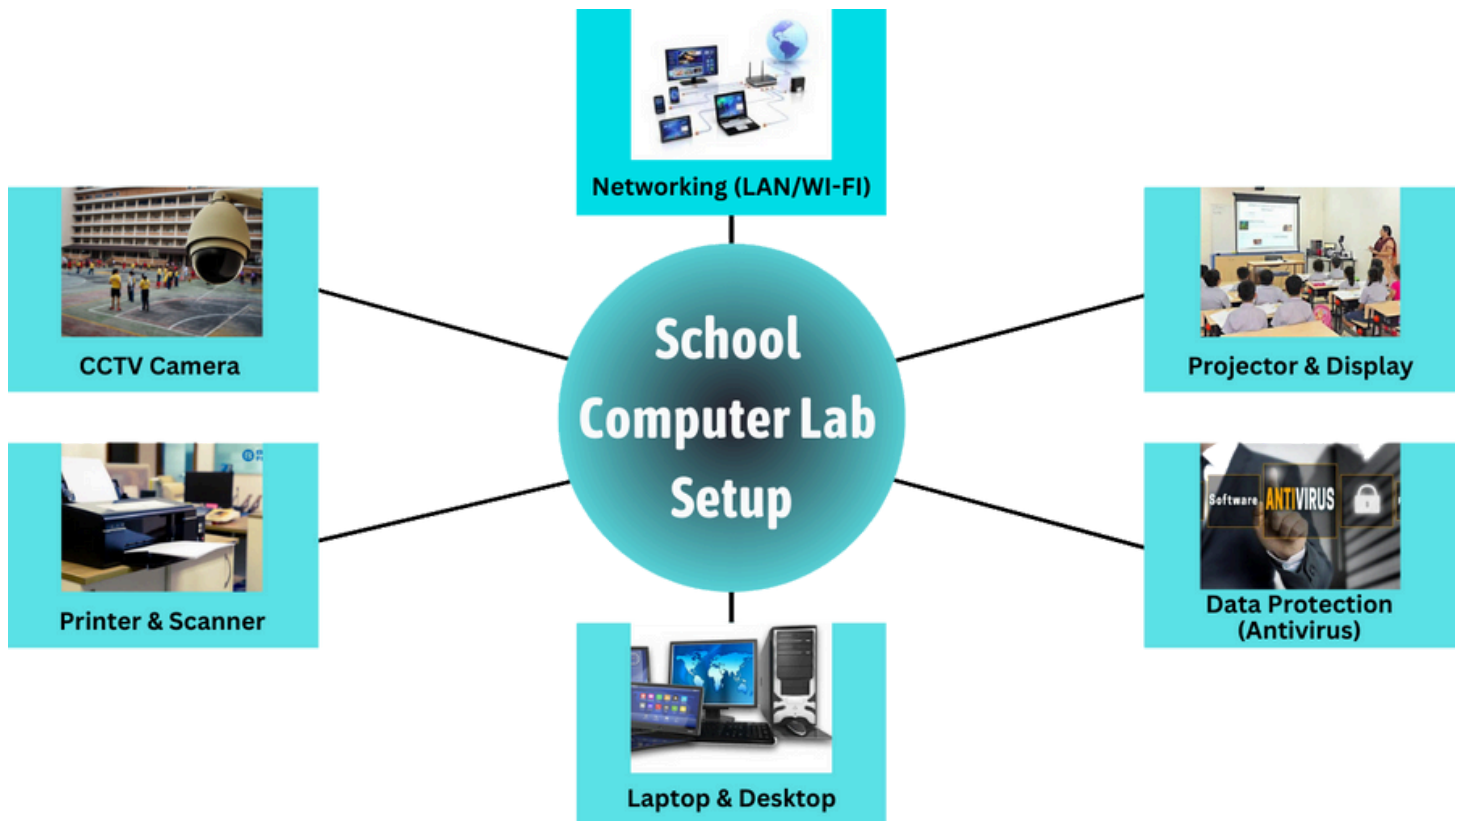 Networking (LAN/WI-FI)
CCTV Camera
Projector & Display
School
Computer Lab
Setup
Printer & Scanner
Software
ANTIVIRUS
Data Protection
(Antivirus)
Laptop & Desktop